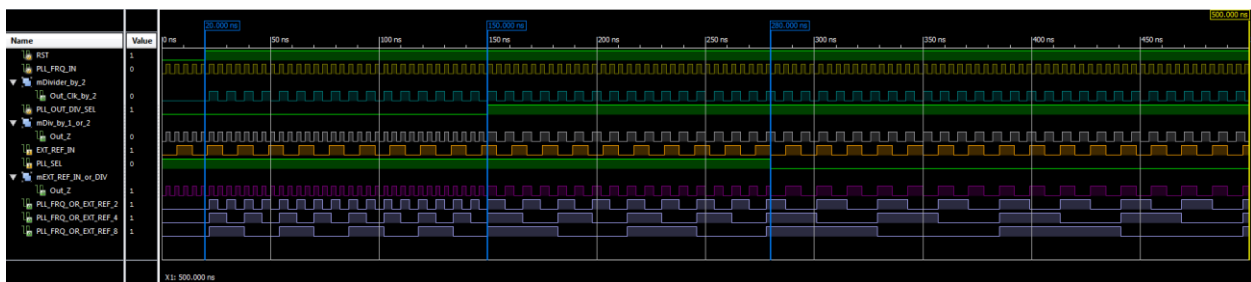 500.000 ns
20.000 ns 150.000 ns 280.000 ns
Name Value 0 ns 50 ns 100 ns 150 ns 200 ns 250 ns 300 ns 350 ns 400 ns 450 ns
RST 1
PLL_FRQ_IN 0
mDivider_by_2
Out_Clk_by_2 0
PLL_OUT_DIV_SEL 1
mDiv_by_1_or_2
Out_Z 0
EXT_REF_IN 1
PLL_SEL 0
mEXT_REF_IN_or_DIV
Out_Z 1
PLL_FRQ_OR_EXT_REF_2 1
PLL_FRQ_OR_EXT_REF_4 1
PLL_FRQ_OR_EXT_REF_8 1
X1: 500.000 ns